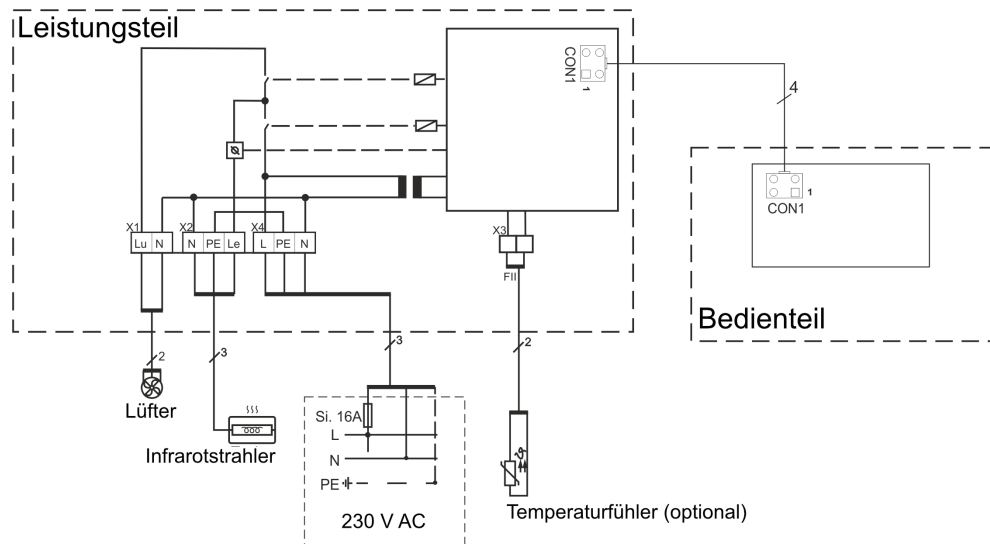 Leistungsteil
CON1
1
4
1
CON1
Bedienteil
X1
X2
X4
Lu N
N PE Le
L PE N
X3
FII
2
3
3
2
Lüfter
Infrarotstrahler
Si. 16A
L
N
PE
230 V AC
ϑ
Temperaturfühler (optional)